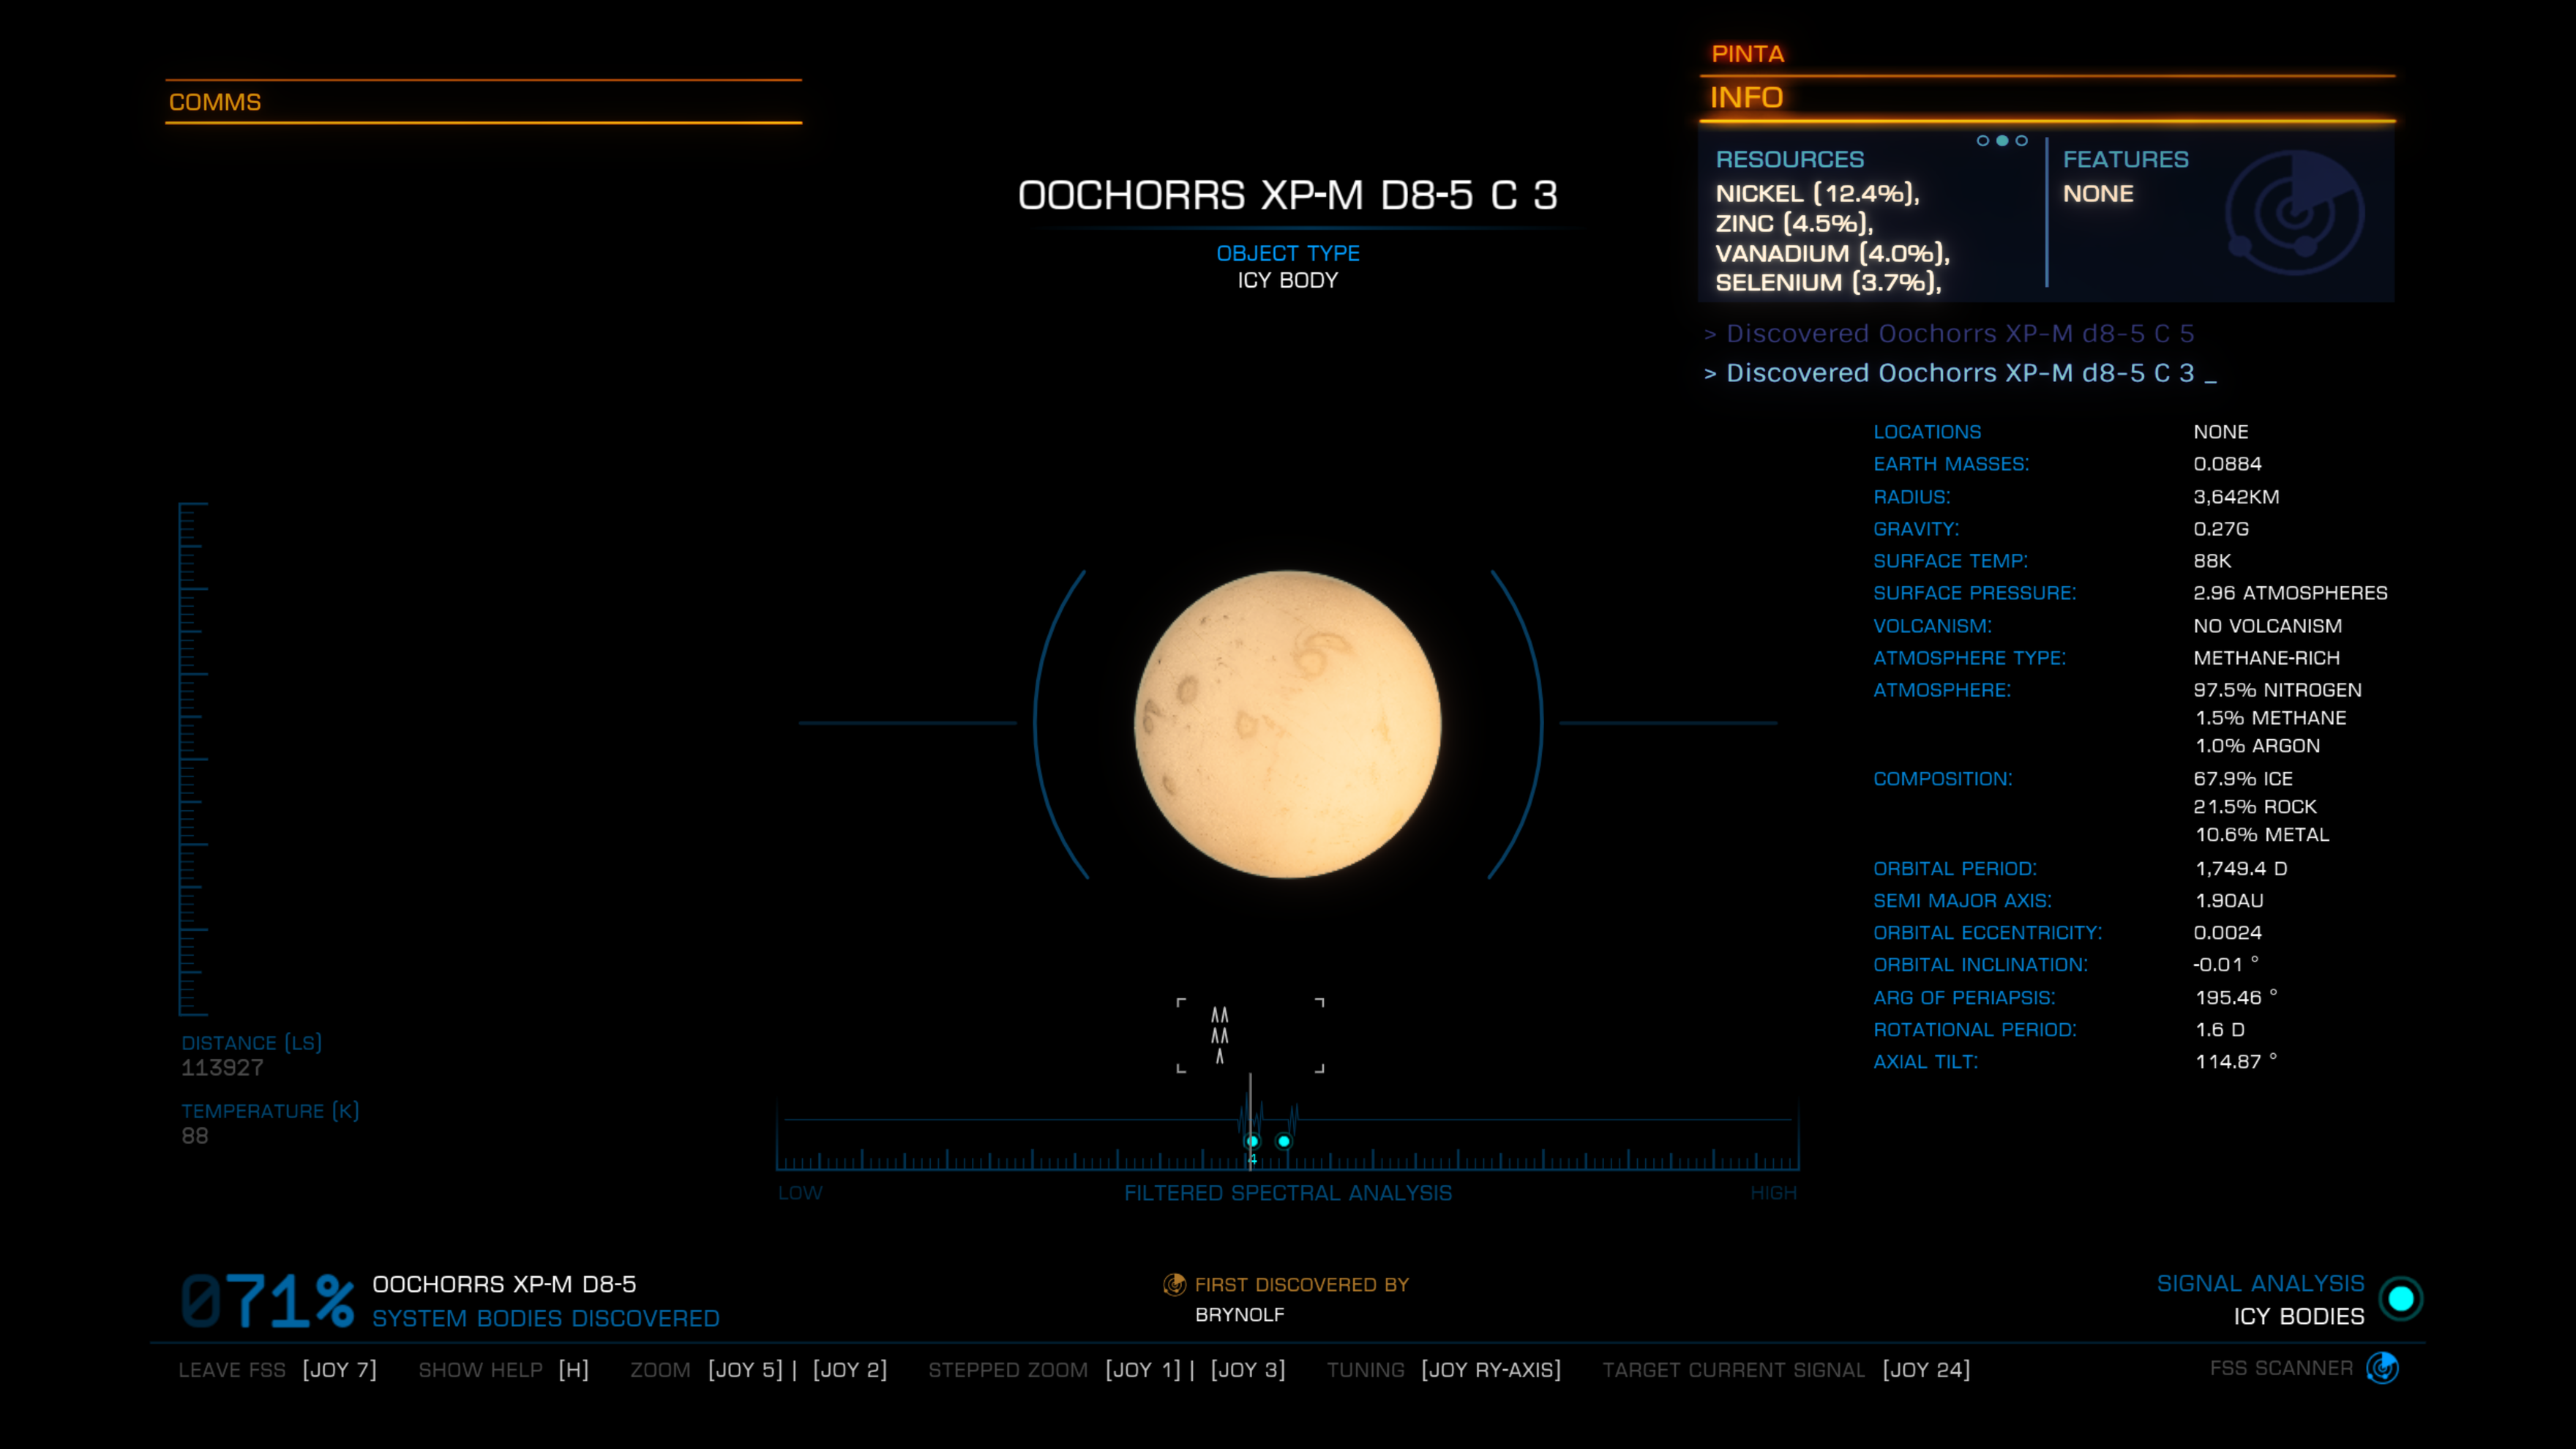 COMMS
PINTA
INFO
RESOURCES
NICKEL (12.4%),
ZINC (4.5%),
VANADIUM (4.0%),
SELENIUM (3.7%),
FEATURES
NONE
> Discovered Oochorrs XP-M d8-5 C 5
> Discovered Oochorrs XP-M d8-5 C 3 _
OOCHORRS XP-M D8-5 C 3
OBJECT TYPE
ICY BODY
LOCATIONS NONE
EARTH MASSES: 0.0884
RADIUS: 3,642KM
GRAVITY: 0.27G
SURFACE TEMP: 88K
SURFACE PRESSURE: 2.96 ATMOSPHERES
VOLCANISM: NO VOLCANISM
ATMOSPHERE TYPE: METHANE-RICH
ATMOSPHERE: 97.5% NITROGEN
1.5% METHANE
1.0% ARGON
COMPOSITION: 67.9% ICE
21.5% ROCK
10.6% METAL
ORBITAL PERIOD: 1,749.4 D
SEMI MAJOR AXIS: 1.90AU
ORBITAL ECCENTRICITY: 0.0024
ORBITAL INCLINATION: -0.01 °
ARG OF PERIAPSIS: 195.46 °
ROTATIONAL PERIOD: 1.6 D
AXIAL TILT: 114.87 °
DISTANCE (LS)
113927
TEMPERATURE (K)
88
4
LOW FILTERED SPECTRAL ANALYSIS HIGH
071% OOCHORRS XP-M D8-5
SYSTEM BODIES DISCOVERED
FIRST DISCOVERED BY
BRYNOLF
SIGNAL ANALYSIS
ICY BODIES
LEAVE FSS [JOY 7] SHOW HELP [H] ZOOM [JOY 5] | [JOY 2] STEPPED ZOOM [JOY 1] | [JOY 3] TUNING [JOY RY-AXIS] TARGET CURRENT SIGNAL [JOY 24] FSS SCANNER